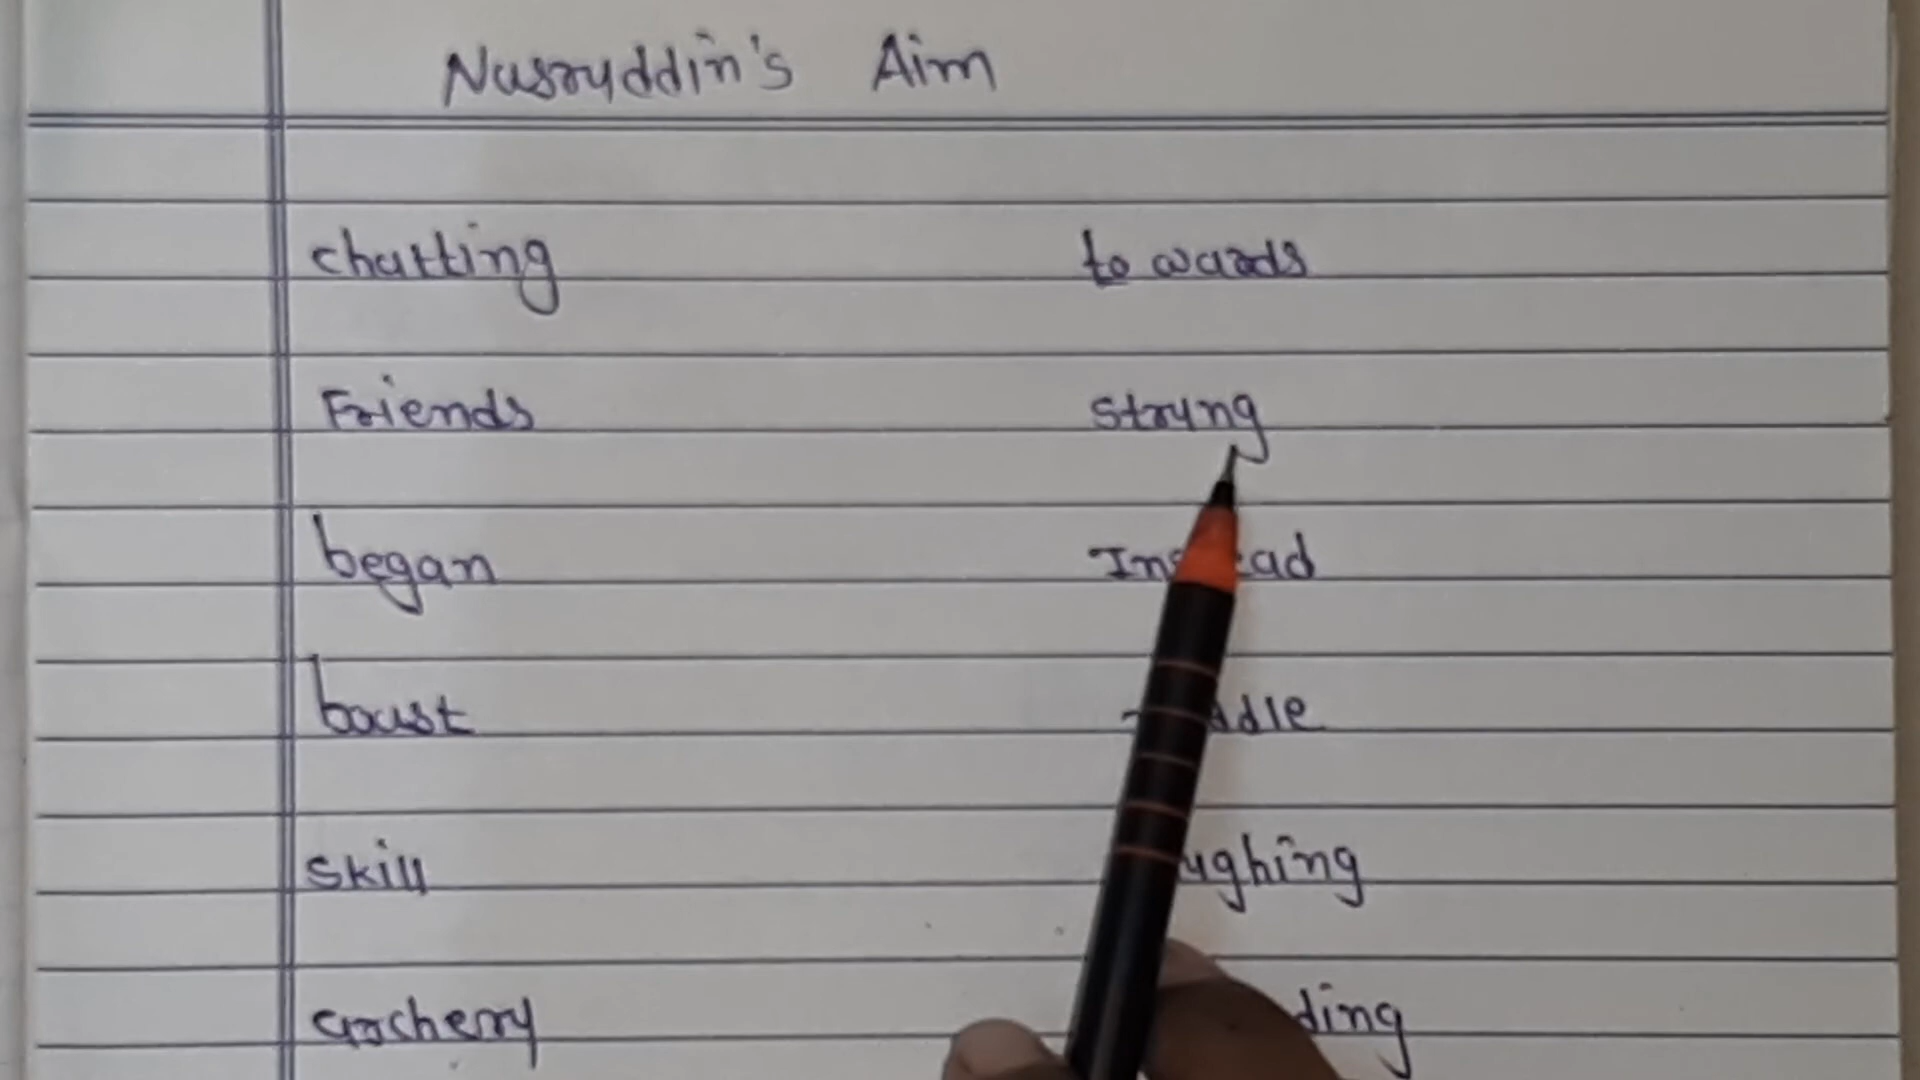 Nasruddin's Aim
chatting towards
Friends Strung
began
boast
skill
archery